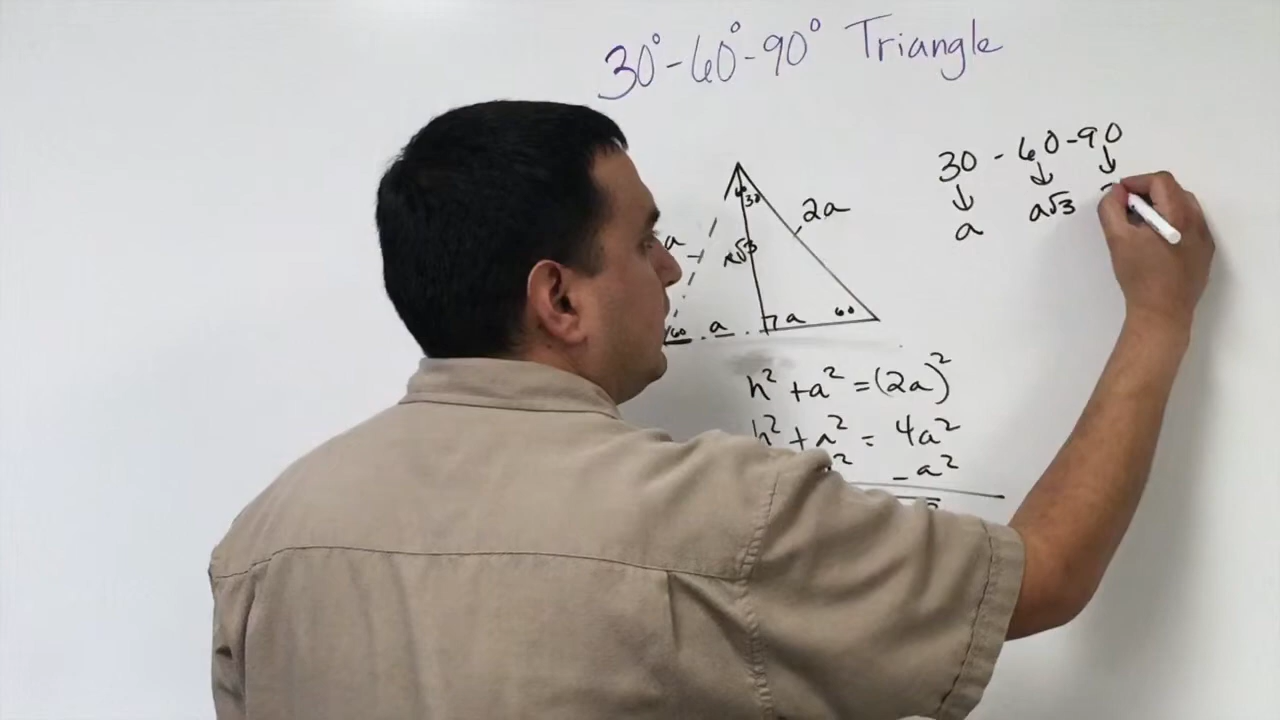 30°-60°-90° Triangle
30 - 60-90
a√3
a
30
2a
a
√3
60
a
a
60
h² + a² = (2a)²
h² + a² = 4a²
² - a²